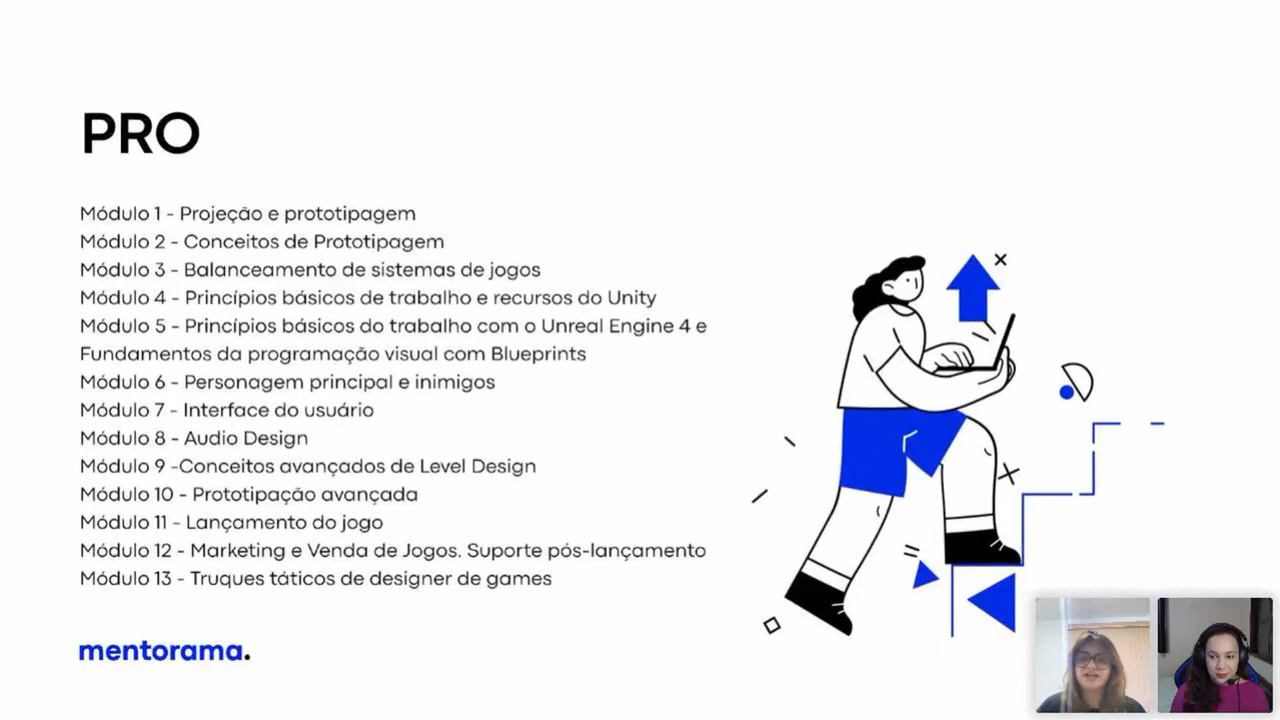 PRO
Módulo 1 - Projeção e prototipagem
Módulo 2 - Conceitos de Prototipagem
Módulo 3 - Balanceamento de sistemas de jogos
Módulo 4 - Princípios básicos de trabalho e recursos do Unity
Módulo 5 - Princípios básicos do trabalho com o Unreal Engine 4 e
Fundamentos da programação visual com Blueprints
Módulo 6 - Personagem principal e inimigos
Módulo 7 - Interface do usuário
Módulo 8 - Audio Design
Módulo 9 -Conceitos avançados de Level Design
Módulo 10 - Prototipação avançada
Módulo 11 - Lançamento do jogo
Módulo 12 - Marketing e Venda de Jogos. Suporte pós-lançamento
Módulo 13 - Truques táticos de designer de games
mentorama.